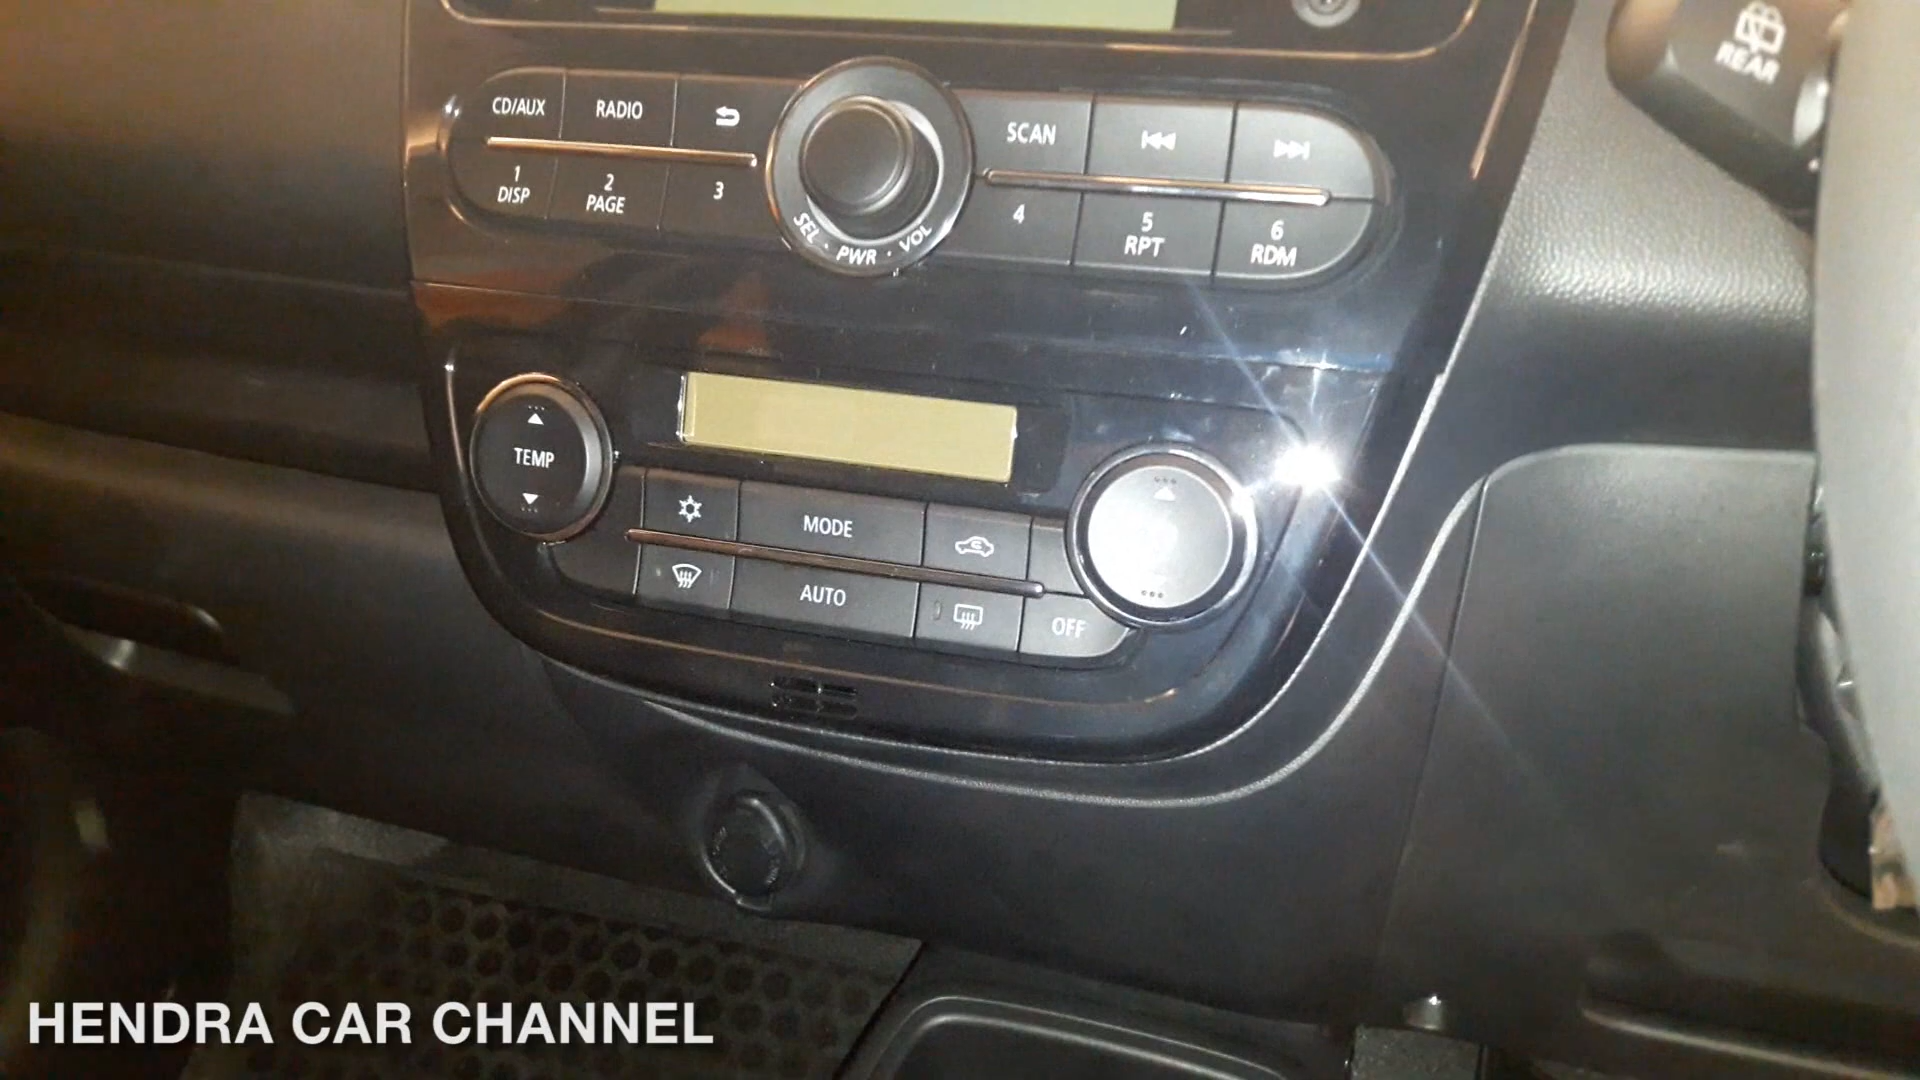 REAR
CD/AUX
RADIO
SCAN
1
DISP
2
PAGE
3
SEL · PWR · VOL
4
5
RPT
6
RDM
TEMP
MODE
AUTO
OFF
HENDRA CAR CHANNEL